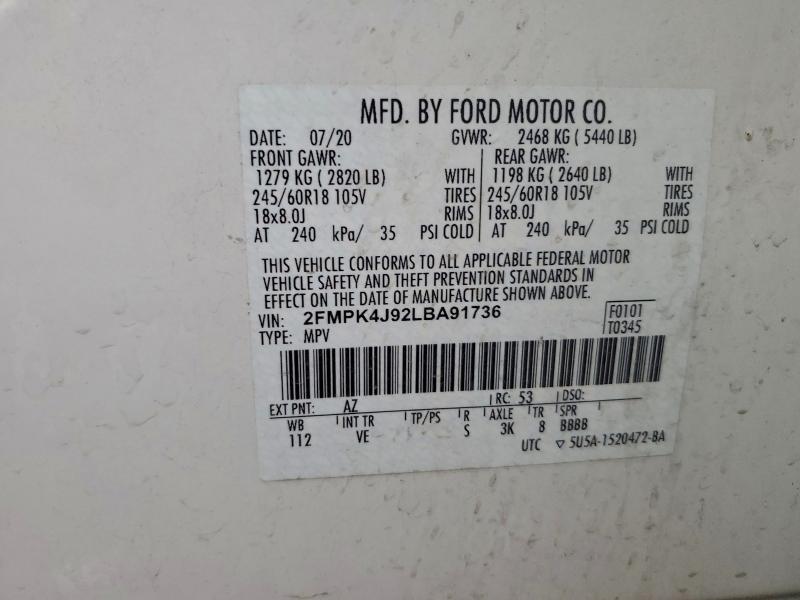 MFD. BY FORD MOTOR CO.
DATE: 07/20 GVWR: 2468 KG ( 5440 LB)
FRONT GAWR: REAR GAWR:
1279 KG ( 2820 LB) WITH 1198 KG ( 2640 LB) WITH
245/60R18 105V TIRES 245/60R18 105V TIRES
18x8.0J RIMS 18x8.0J RIMS
AT 240 kPa/ 35 PSI COLD AT 240 kPa/ 35 PSI COLD
THIS VEHICLE CONFORMS TO ALL APPLICABLE FEDERAL MOTOR
VEHICLE SAFETY AND THEFT PREVENTION STANDARDS IN
EFFECT ON THE DATE OF MANUFACTURE SHOWN ABOVE.
VIN: 2FMPK4J92LBA91736 F0101
TYPE: MPV T0345
EXT PNT: AZ RC: 53 DSO:
WB INT TR TP/PS R AXLE TR SPR
112 VE S 3K 8 BBBB
UTC ▽ 5U5A-1520472-BA